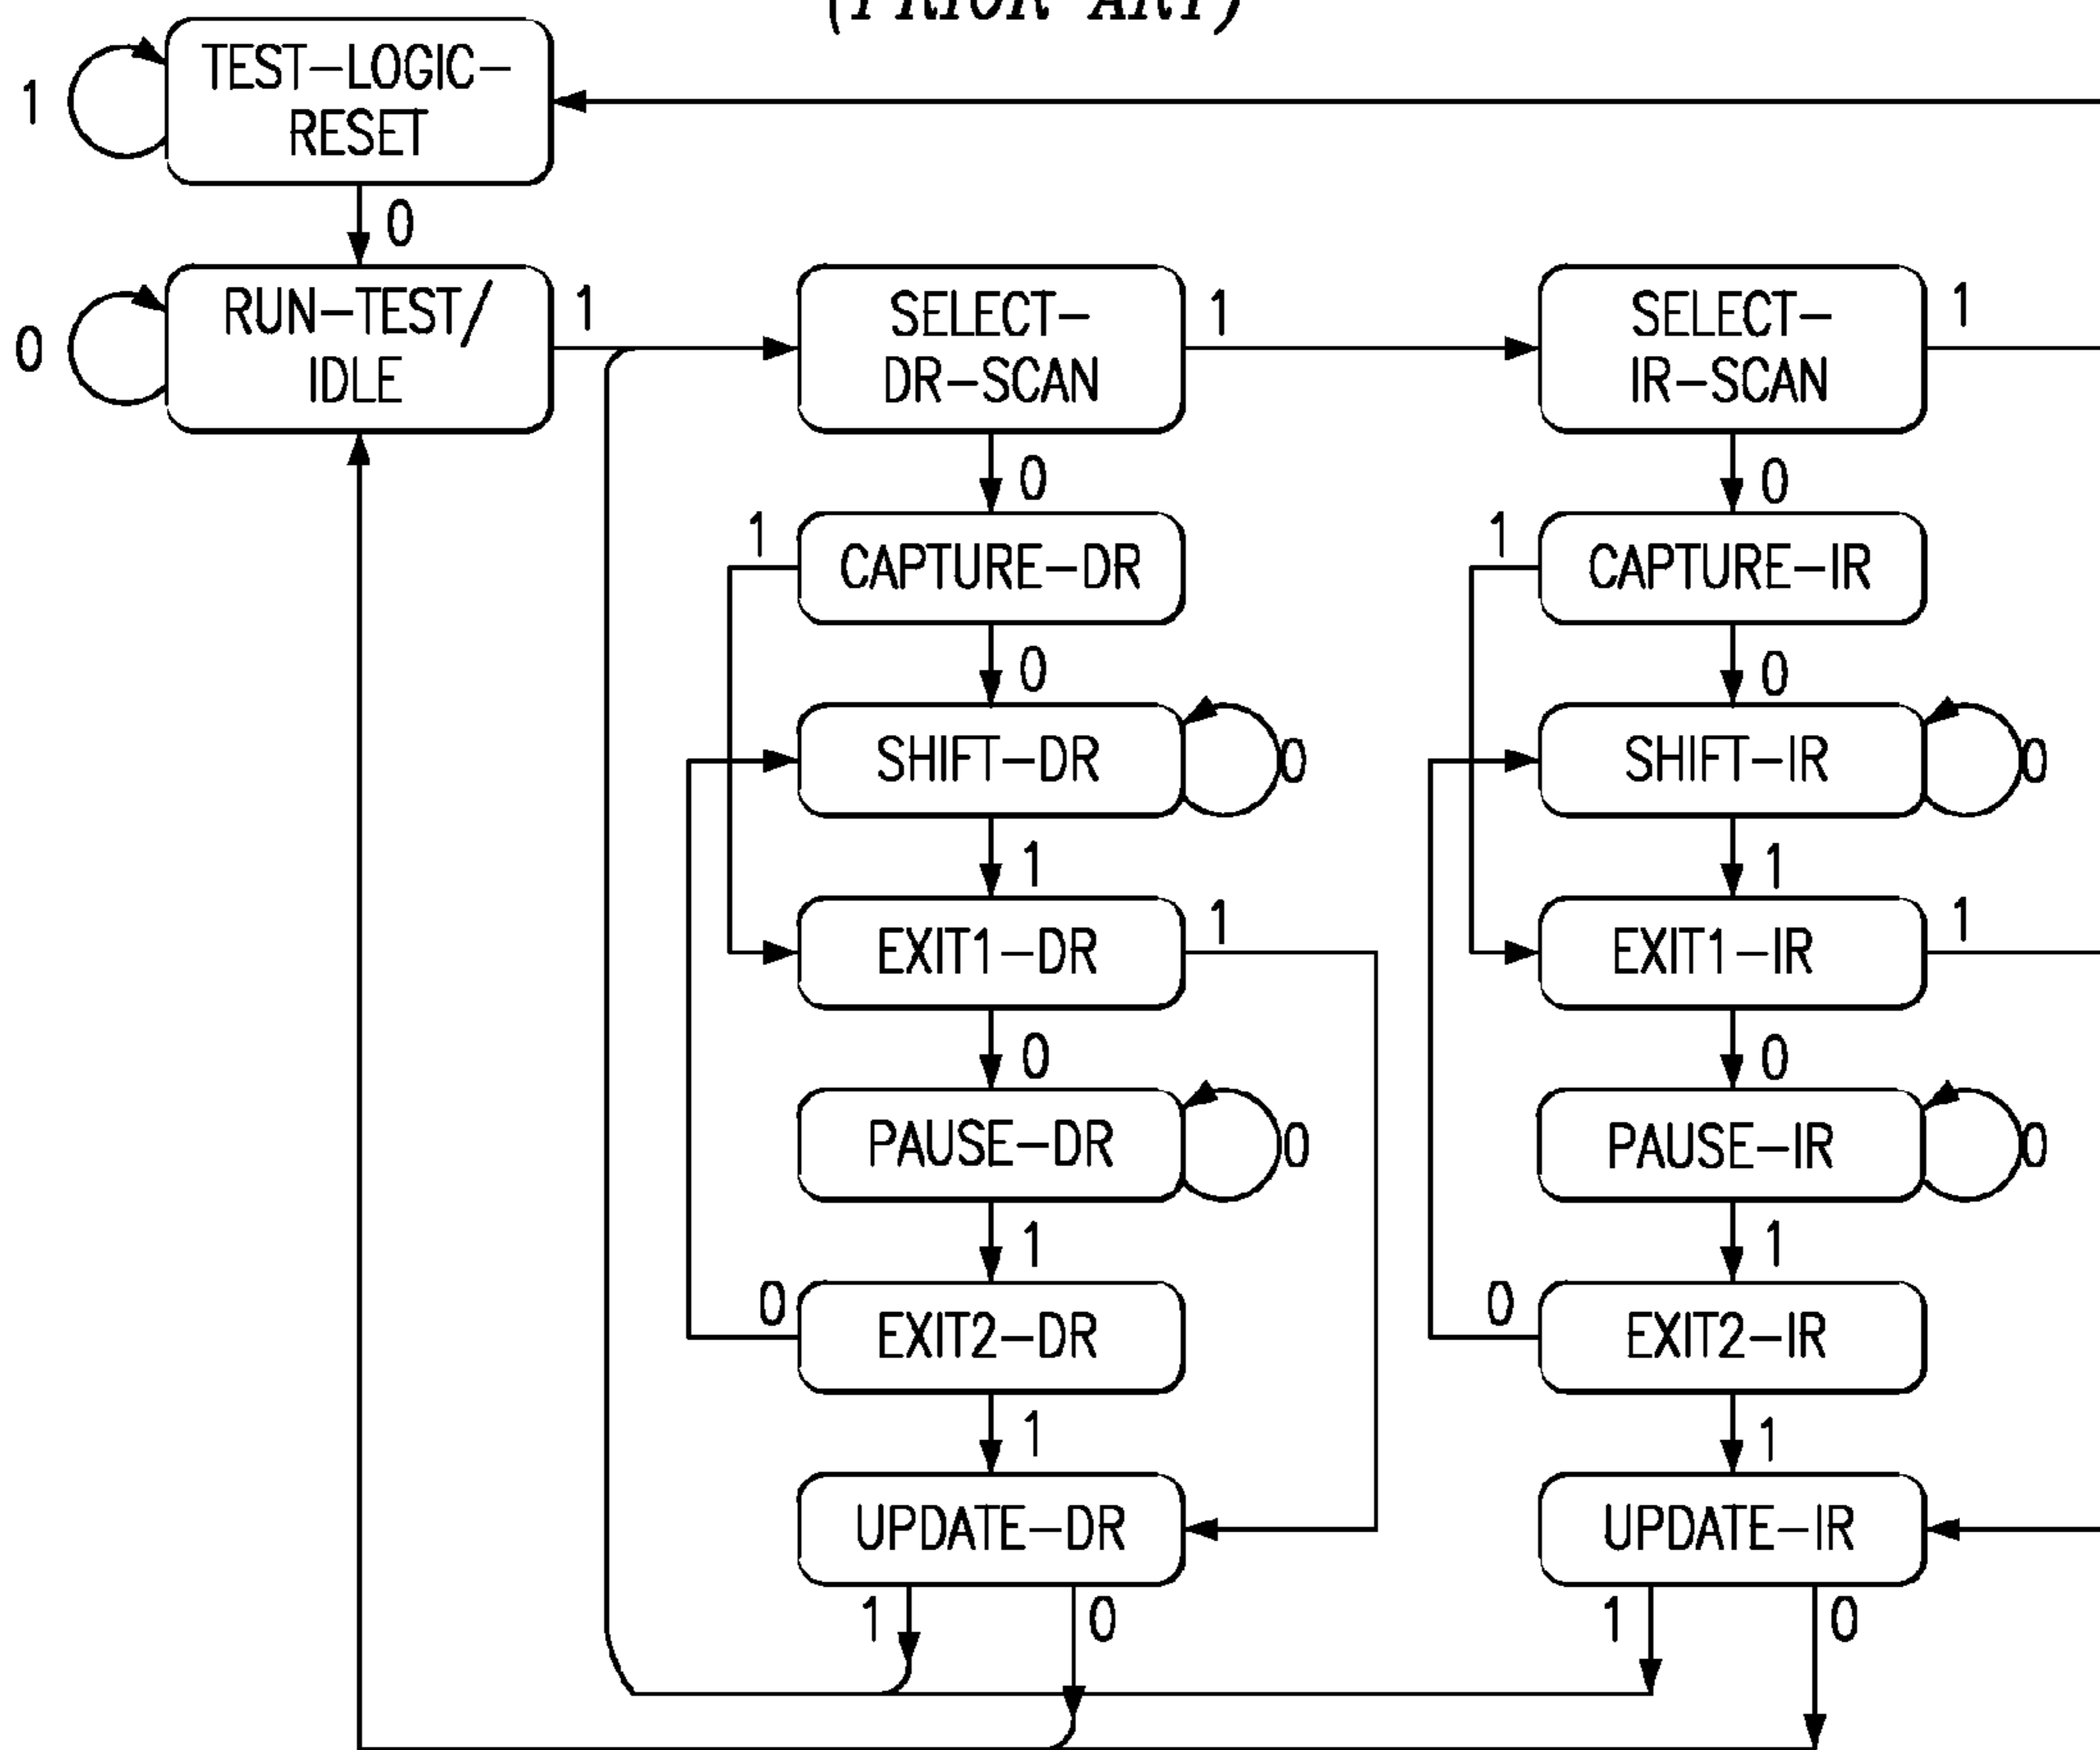 (PRIOR ART)
TEST-LOGIC-
RESET
1
0
RUN-TEST/
IDLE
0
1
SELECT-
DR-SCAN
1
SELECT-
IR-SCAN
1
0
0
1
CAPTURE-DR
1
CAPTURE-IR
0
0
SHIFT-DR
0
SHIFT-IR
0
1
1
EXIT1-DR
1
EXIT1-IR
1
0
0
PAUSE-DR
0
PAUSE-IR
0
1
1
0
EXIT2-DR
0
EXIT2-IR
1
1
UPDATE-DR
UPDATE-IR
1
0
1
0